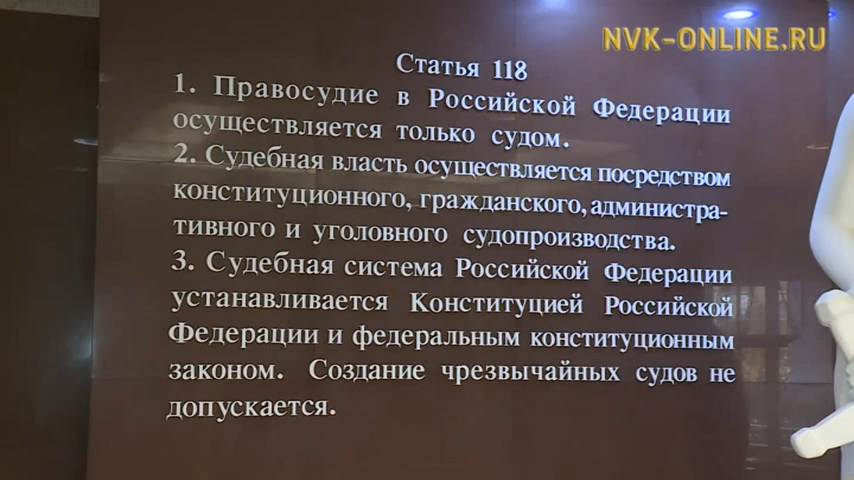 NVK-ONLINE.RU
Статья 118
1. Правосудие в Российской Федерации
осуществляется только судом.
2. Судебная власть осуществляется посредством
конституционного, гражданского, администра-
тивного и уголовного судопроизводства.
3. Судебная система Российской Федерации
устанавливается Конституцией Российской
Федерации и федеральным конституционным
законом. Создание чрезвычайных судов не
допускается.